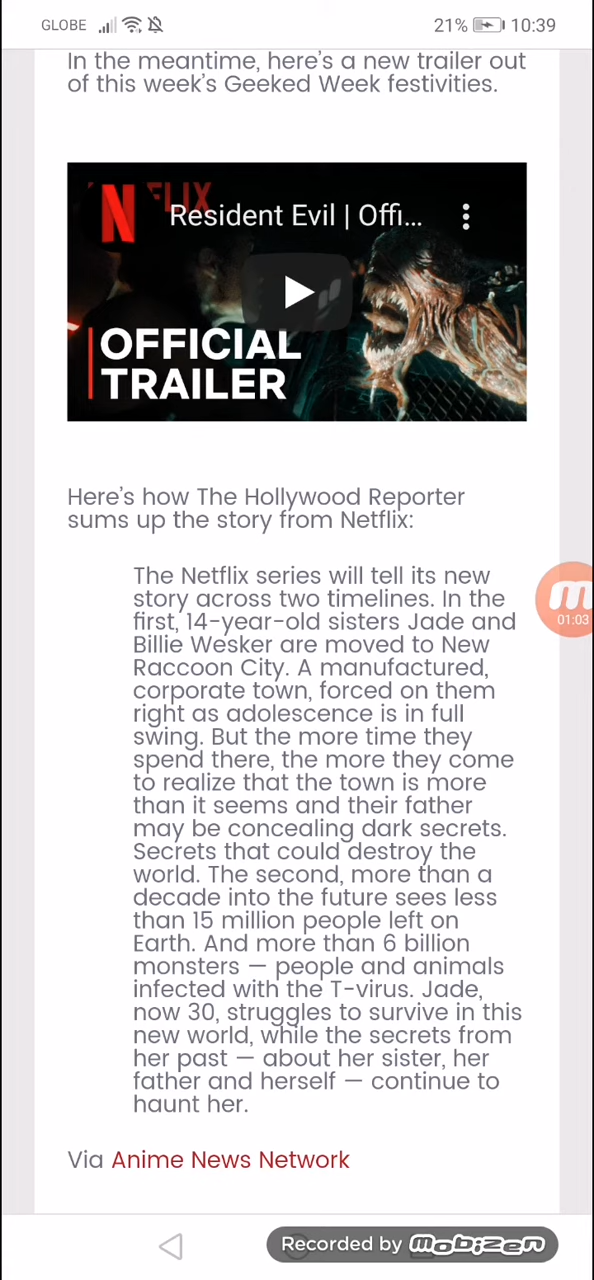 GLOBE 21% 10:39
In the meantime, here's a new trailer out
of this week's Geeked Week festivities.
N FLIX
Resident Evil | Offi...
OFFICIAL
TRAILER
Here's how The Hollywood Reporter
sums up the story from Netflix:
The Netflix series will tell its new
story across two timelines. In the
first, 14-year-old sisters Jade and
Billie Wesker are moved to New
Raccoon City. A manufactured,
corporate town, forced on them
right as adolescence is in full
swing. But the more time they
spend there, the more they come
to realize that the town is more
than it seems and their father
may be concealing dark secrets.
Secrets that could destroy the
world. The second, more than a
decade into the future sees less
than 15 million people left on
Earth. And more than 6 billion
monsters — people and animals
infected with the T-virus. Jade,
now 30, struggles to survive in this
new world, while the secrets from
her past — about her sister, her
father and herself — continue to
haunt her.
m
01:03
Via Anime News Network
Recorded by mobizen